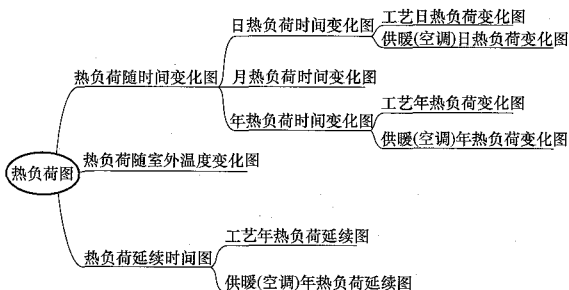 日热负荷时间变化图
工艺日热负荷变化图
供暖(空调)日热负荷变化图
热负荷随时间变化图
月热负荷时间变化图
年热负荷时间变化图
工艺年热负荷变化图
供暖(空调)年热负荷变化图
热负荷图
热负荷随室外温度变化图
热负荷延续时间图
工艺年热负荷延续图
供暖(空调)年热负荷延续图